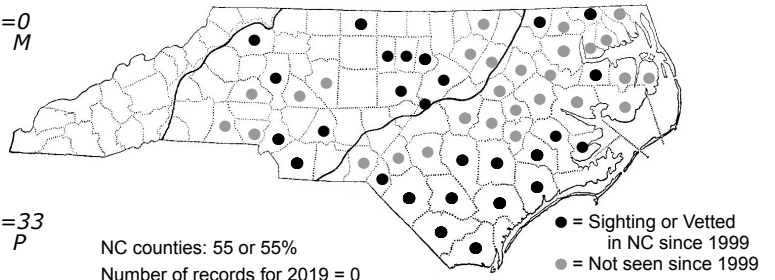 =0
M
=33
P
NC counties: 55 or 55%
Number of records for 2019 = 0
= Sighting or Vetted
in NC since 1999
= Not seen since 1999